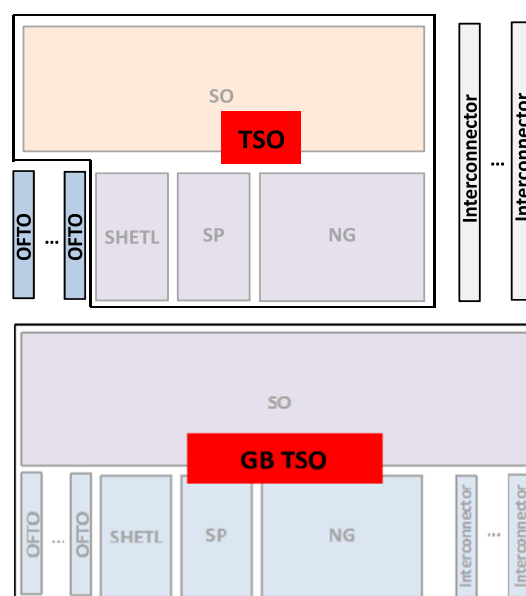 SO
TSO
OFTO
...
OFTO
SHETL
SP
NG
Interconnector
...
Interconnector
SO
GB TSO
OFTO
...
OFTO
SHETL
SP
NG
Interconnector
...
Interconnector